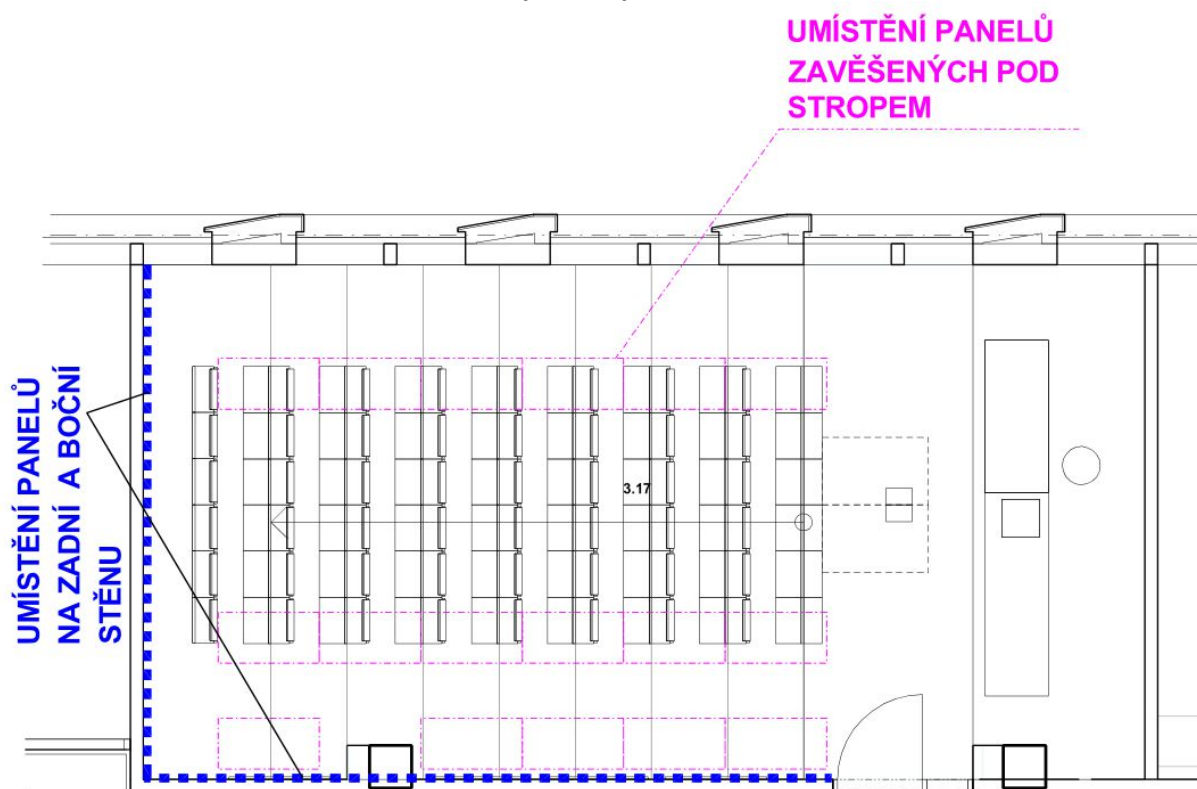 UMÍSTĚNÍ PANELŮ
ZAVĚŠENÝCH POD
STROPEM
UMÍSTĚNÍ PANELŮ
NA ZADNÍ A BOČNÍ
STĚNU
3.17